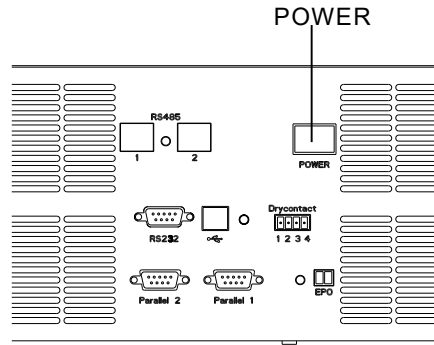 POWER
RS485
1 2
POWER
RS232
Drycontact
1 2 3 4
Parallel 2 Parallel 1
EPO